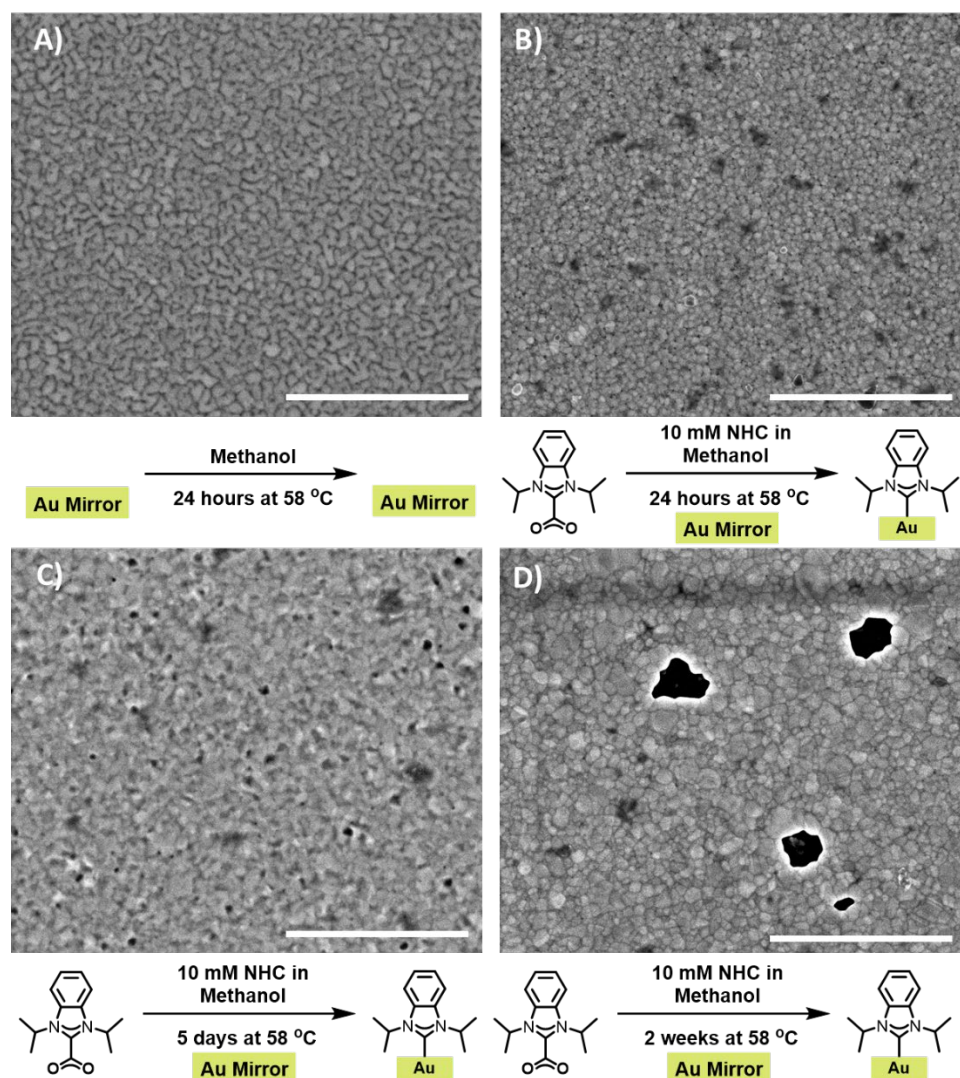 A)
B)
Methanol
24 hours at 58 °C
Au Mirror
Au Mirror
10 mM NHC in
Methanol
24 hours at 58 °C
Au Mirror
N
N
O
O
N
N
Au
C)
D)
10 mM NHC in
Methanol
5 days at 58 °C
Au Mirror
N
N
O
O
N
N
Au
10 mM NHC in
Methanol
2 weeks at 58 °C
Au Mirror
N
N
O
O
N
N
Au